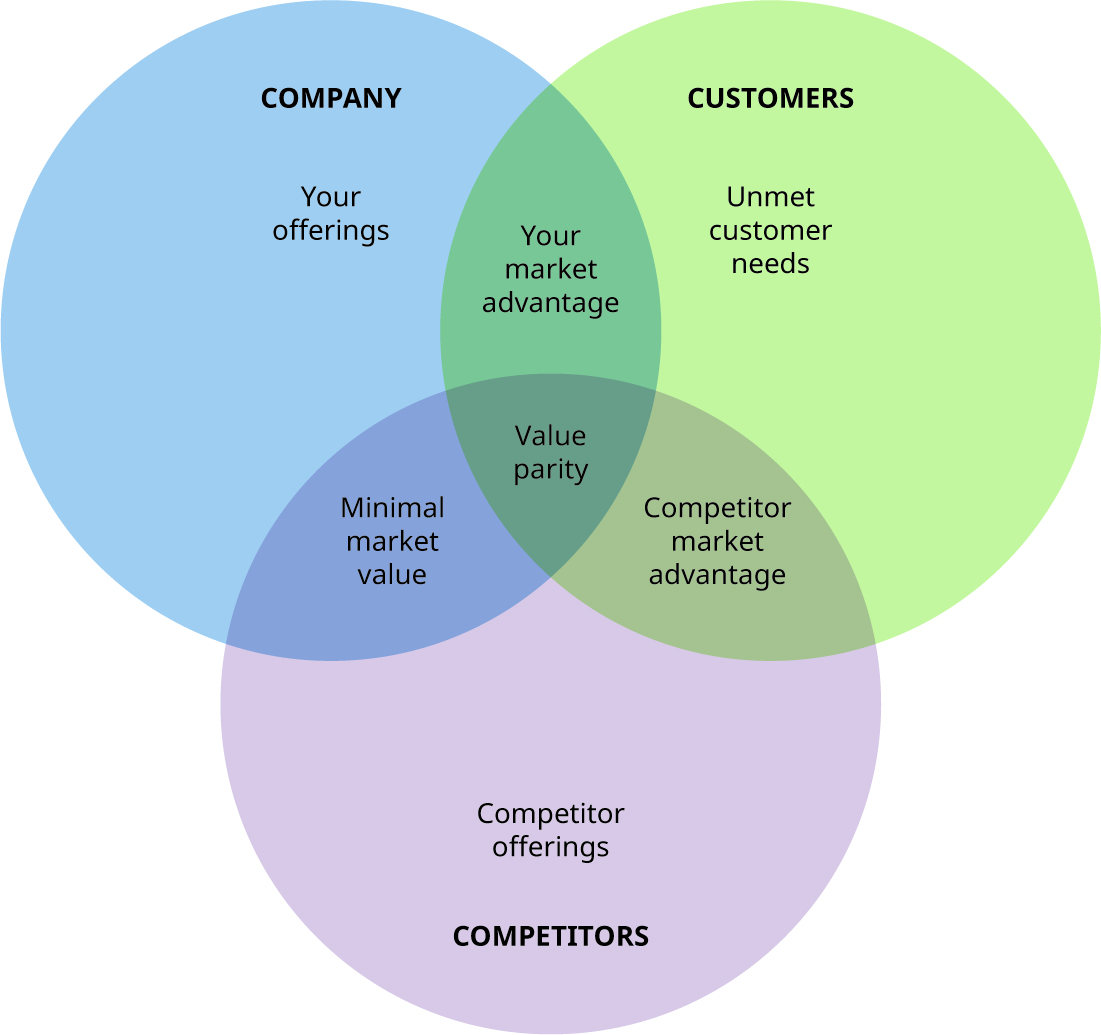 COMPANY
CUSTOMERS
Your
offerings
Unmet
customer
needs
Your
market
advantage
Value
parity
Minimal
market
value
Competitor
market
advantage
Competitor
offerings
COMPETITORS